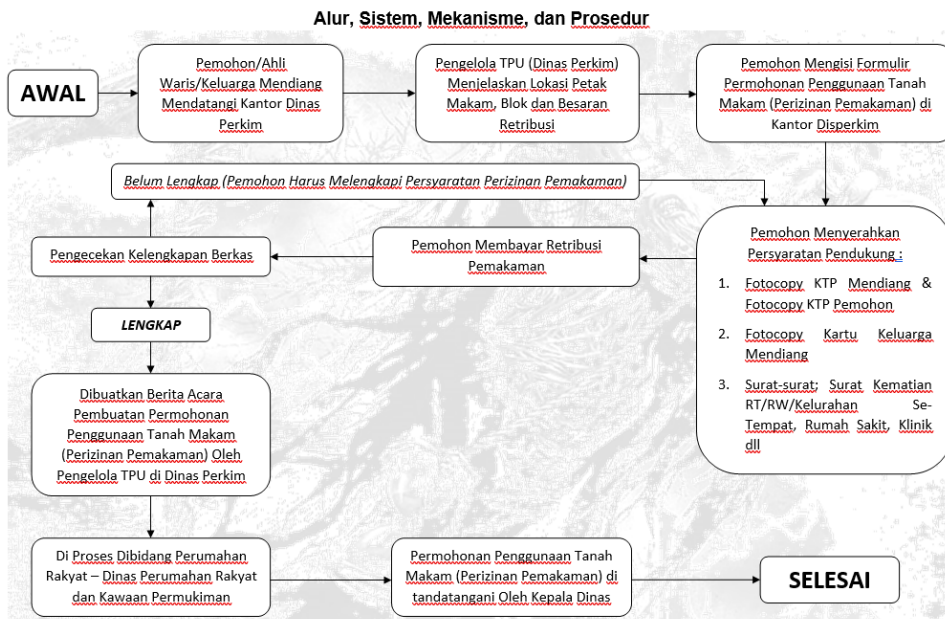 Alur, Sistem, Mekanisme, dan Prosedur
AWAL
Pemohon/Ahli
Waris/Keluarga Mendiang
Mendatangi Kantor Dinas
Perkim
Pengelola TPU (Dinas Perkim)
Menjelaskan Lokasi Petak
Makam, Blok dan Besaran
Retribusi
Pemohon Mengisi Formulir
Permohonan Penggunaan Tanah
Makam (Perizinan Pemakaman) di
Kantor Disperkim
Belum Lengkap (Pemohon Harus Melengkapi Persyaratan Perizinan Pemakaman)
Pemohon Menyerahkan
Persyaratan Pendukung :
1. Fotocopy KTP Mendiang &
Fotocopy KTP Pemohon
2. Fotocopy Kartu Keluarga
Mendiang
3. Surat-surat; Surat Kematian
RT/RW/Kelurahan Se-
Tempat, Rumah Sakit, Klinik
dll
Pemohon Membayar Retribusi
Pemakaman
Pengecekan Kelengkapan Berkas
LENGKAP
Dibuatkan Berita Acara
Pembuatan Permohonan
Penggunaan Tanah Makam
(Perizinan Pemakaman) Oleh
Pengelola TPU di Dinas Perkim
Di Proses Dibidang Perumahan
Rakyat – Dinas Perumahan Rakyat
dan Kawaan Permukiman
Permohonan Penggunaan Tanah
Makam (Perizinan Pemakaman) di
tandatangani Oleh Kepala Dinas
SELESAI